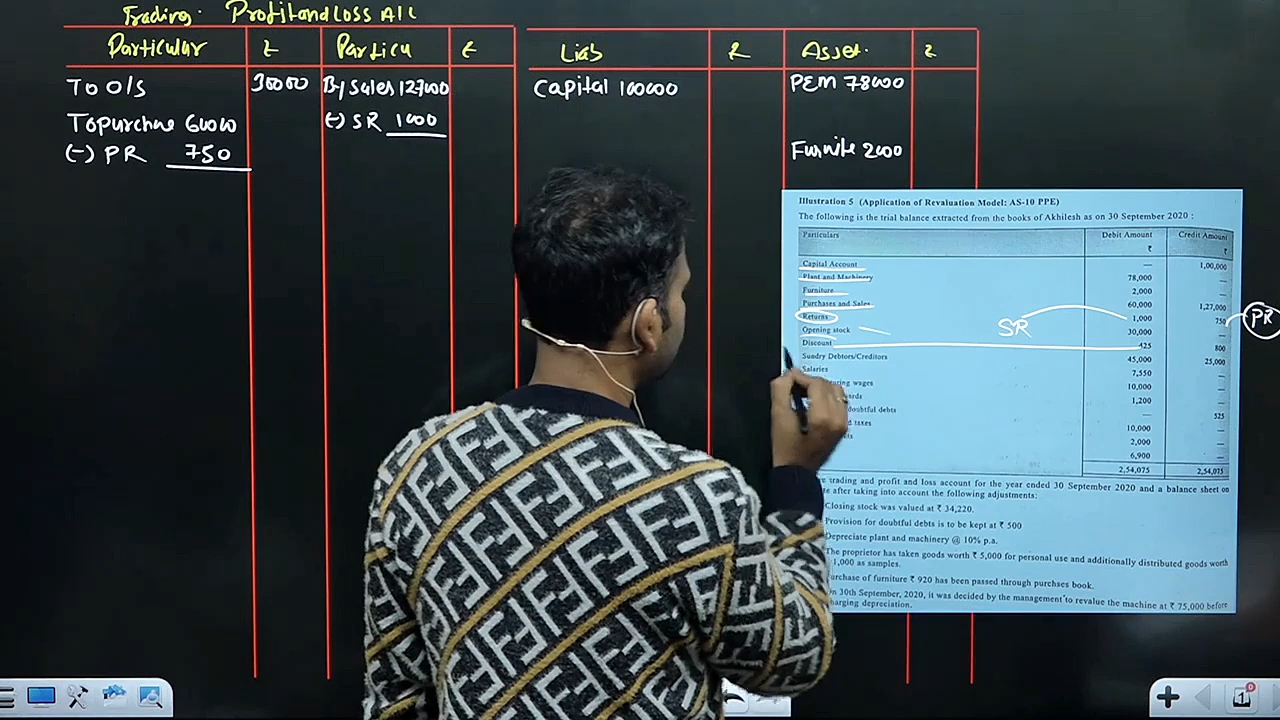 Trading. Profit and Loss A/C
Particular ₹ Particu ₹
To O/S 30000 By Sales 127000
To purchase 60000 (-) SR 1000
(-) PR 750
Liab ₹ Asset. ₹
Capital 100000 PEM 78000
Furnite 2000
Illustration 5 (Application of Revaluation Model: AS-10 PPE)
The following is the trial balance extracted from the books of Akhilesh as on 30 September 2020 :
Particulars Debit Amount Credit Amount
₹ ₹
Capital Account — 1,00,000
Plant and Machinery 78,000 —
Furniture 2,000 —
Purchases and Sales 60,000 1,27,000
Returns SR 1,000 750 PR
Opening stock 30,000 —
Discount 425 800
Sundry Debtors/Creditors 45,000 25,000
Salaries 7,550 —
wages 10,000 —
1,200 —
doubtful debts — 525
taxes 10,000 —
2,000 —
6,900 —
2,54,075 2,54,075
trading and profit and loss account for the year ended 30 September 2020 and a balance sheet on
after taking into account the following adjustments:
Closing stock was valued at ₹ 34,220.
Provision for doubtful debts is to be kept at ₹ 500
Depreciate plant and machinery @ 10% p.a.
The proprietor has taken goods worth ₹ 5,000 for personal use and additionally distributed goods worth
1,000 as samples.
urchase of furniture ₹ 920 has been passed through purchses book.
n 30th September, 2020, it was decided by the management to revalue the machine at ₹ 75,000 before
harging depreciation.
1